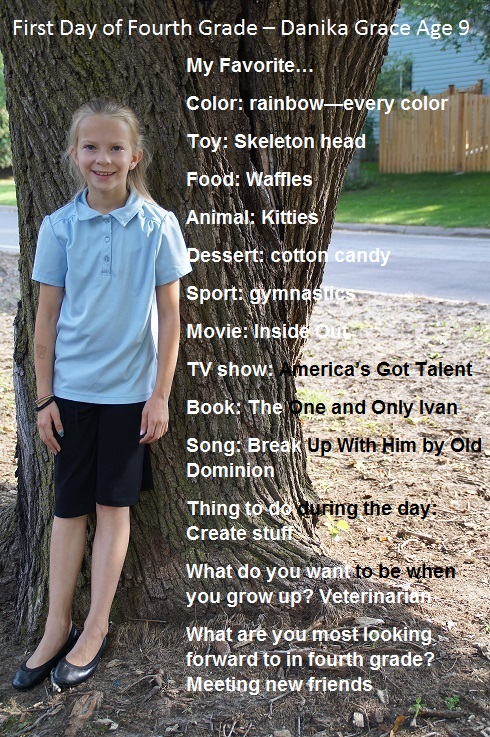 First Day of Fourth Grade – Danika Grace Age 9
My Favorite…
Color: rainbow—every color
Toy: Skeleton head
Food: Waffles
Animal: Kitties
Dessert: cotton candy
Sport: gymnastics
Movie: Inside Out
TV show: America's Got Talent
Book: The One and Only Ivan
Song: Break Up With Him by Old
Dominion
Thing to do during the day:
Create stuff
What do you want to be when
you grow up? Veterinarian
What are you most looking
forward to in fourth grade?
Meeting new friends